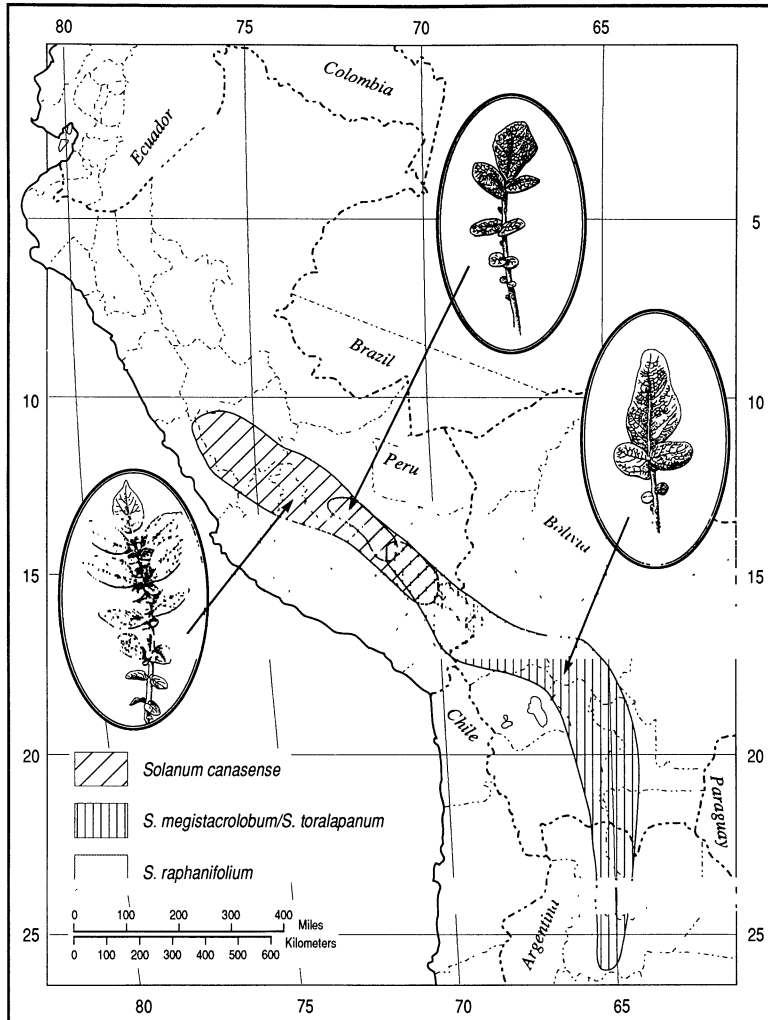 80 75 70 65
Colombia
Ecuador
5
Brazil
10 10
Peru
Bolivia
15 15
Chile
20 20
Paraguay
Solanum canasense
S. megistacrolobum/S. toralapanum
S. raphanifolium
0 100 200 300 400
Miles
Kilometers
0 100 200 300 400 500 600
Argentina
25 25
80 75 70 65